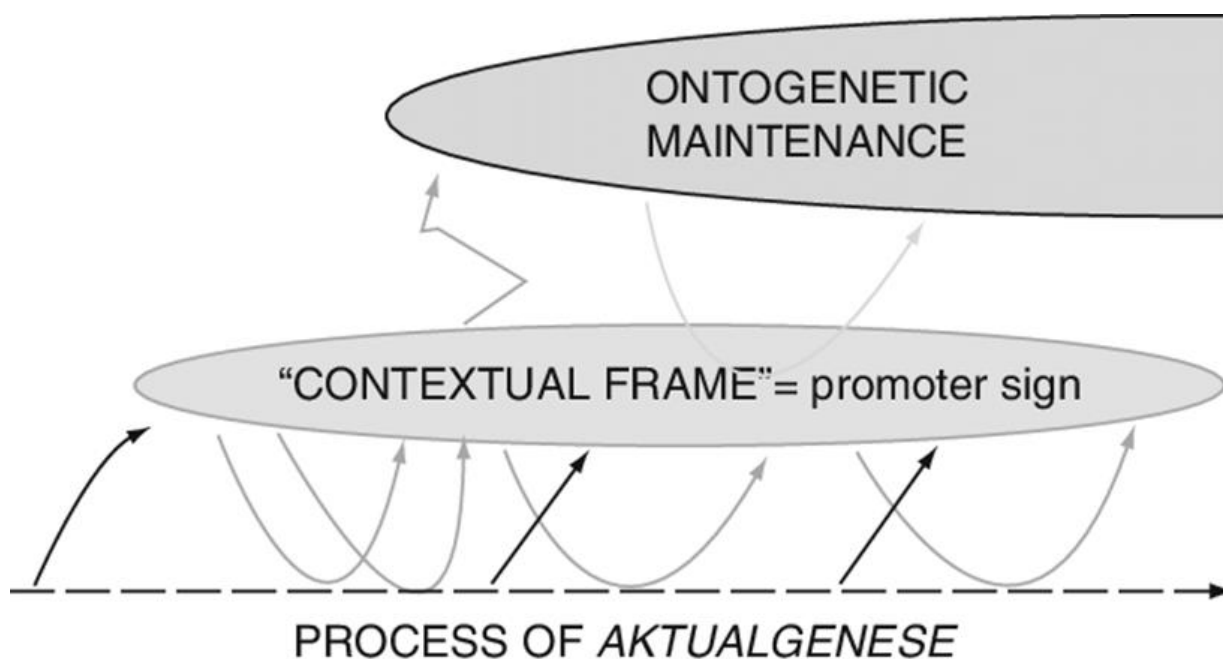 ONTOGENETIC
MAINTENANCE
“CONTEXTUAL FRAME”= promoter sign
PROCESS OF AKTUALGENESE